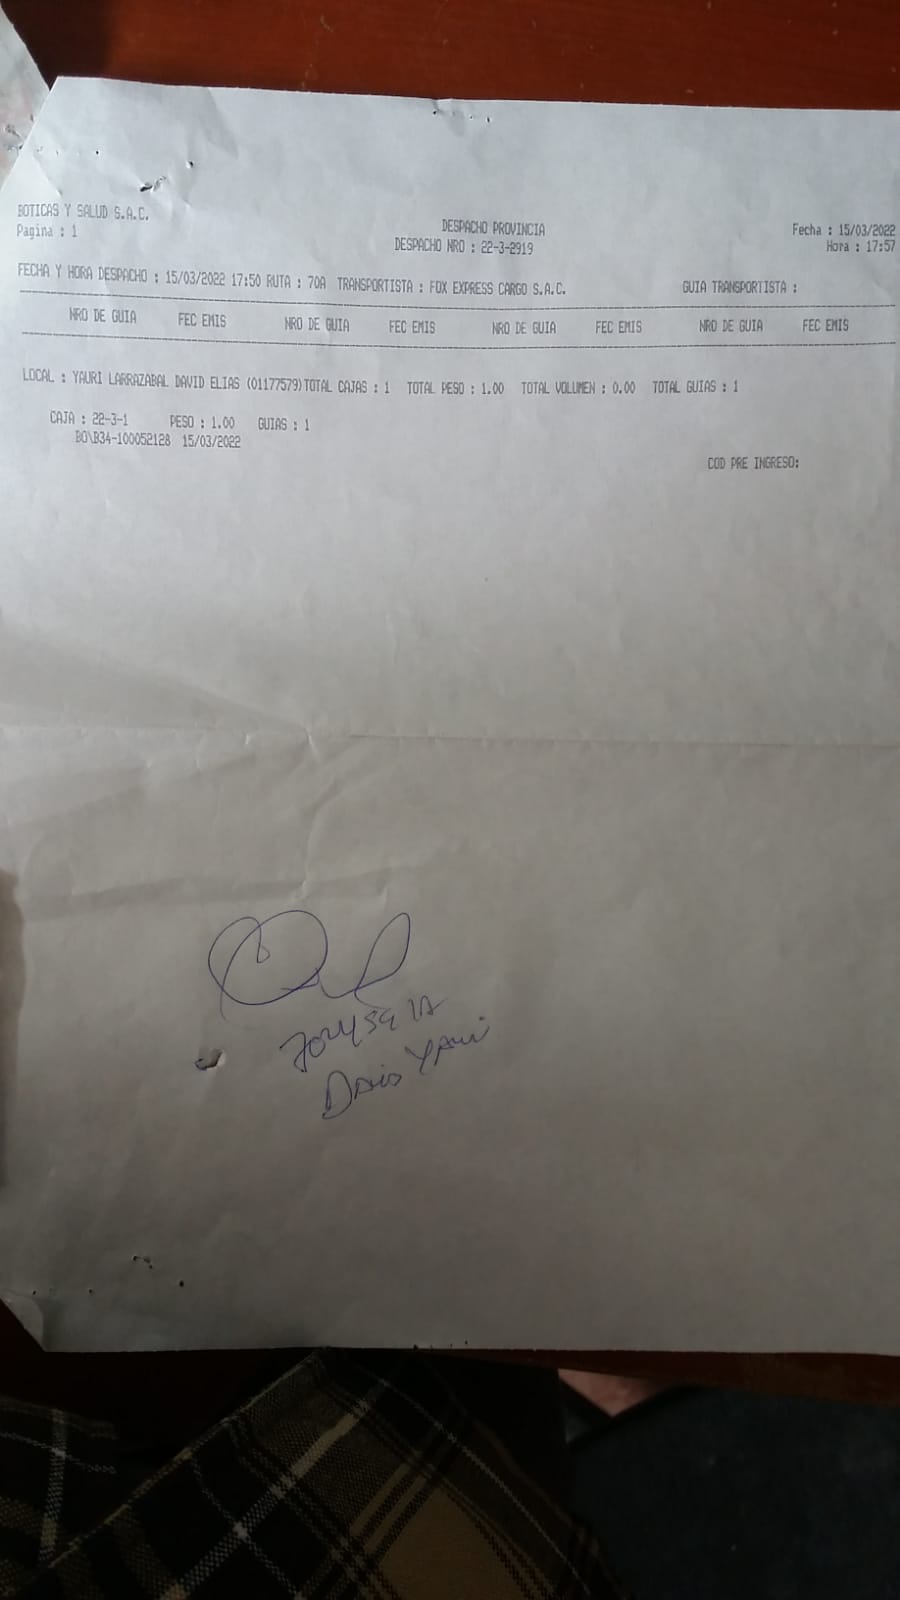 BOTICAS Y SALUD S.A.C.
Pagina : 1
DESPACHO PROVINCIA
DESPACHO NRO : 22-3-2919
Fecha : 15/03/2022
Hora : 17:57
FECHA Y HORA DESPACHO : 15/03/2022 17:50 RUTA : 70A TRANSPORTISTA : FOX EXPRESS CARGO S.A.C. GUIA TRANSPORTISTA :
NRO DE GUIA FEC EMIS NRO DE GUIA FEC EMIS NRO DE GUIA FEC EMIS NRO DE GUIA FEC EMIS
LOCAL : YAURI LARRAZABAL DAVID ELIAS (01177579) TOTAL CAJAS : 1 TOTAL PESO : 1.00 TOTAL VOLUMEN : 0.00 TOTAL GUIAS : 1
CAJA : 22-3-1 PESO : 1.00 GUIAS : 1
BO\B34-100052128 15/03/2022
COD PRE INGRESO: